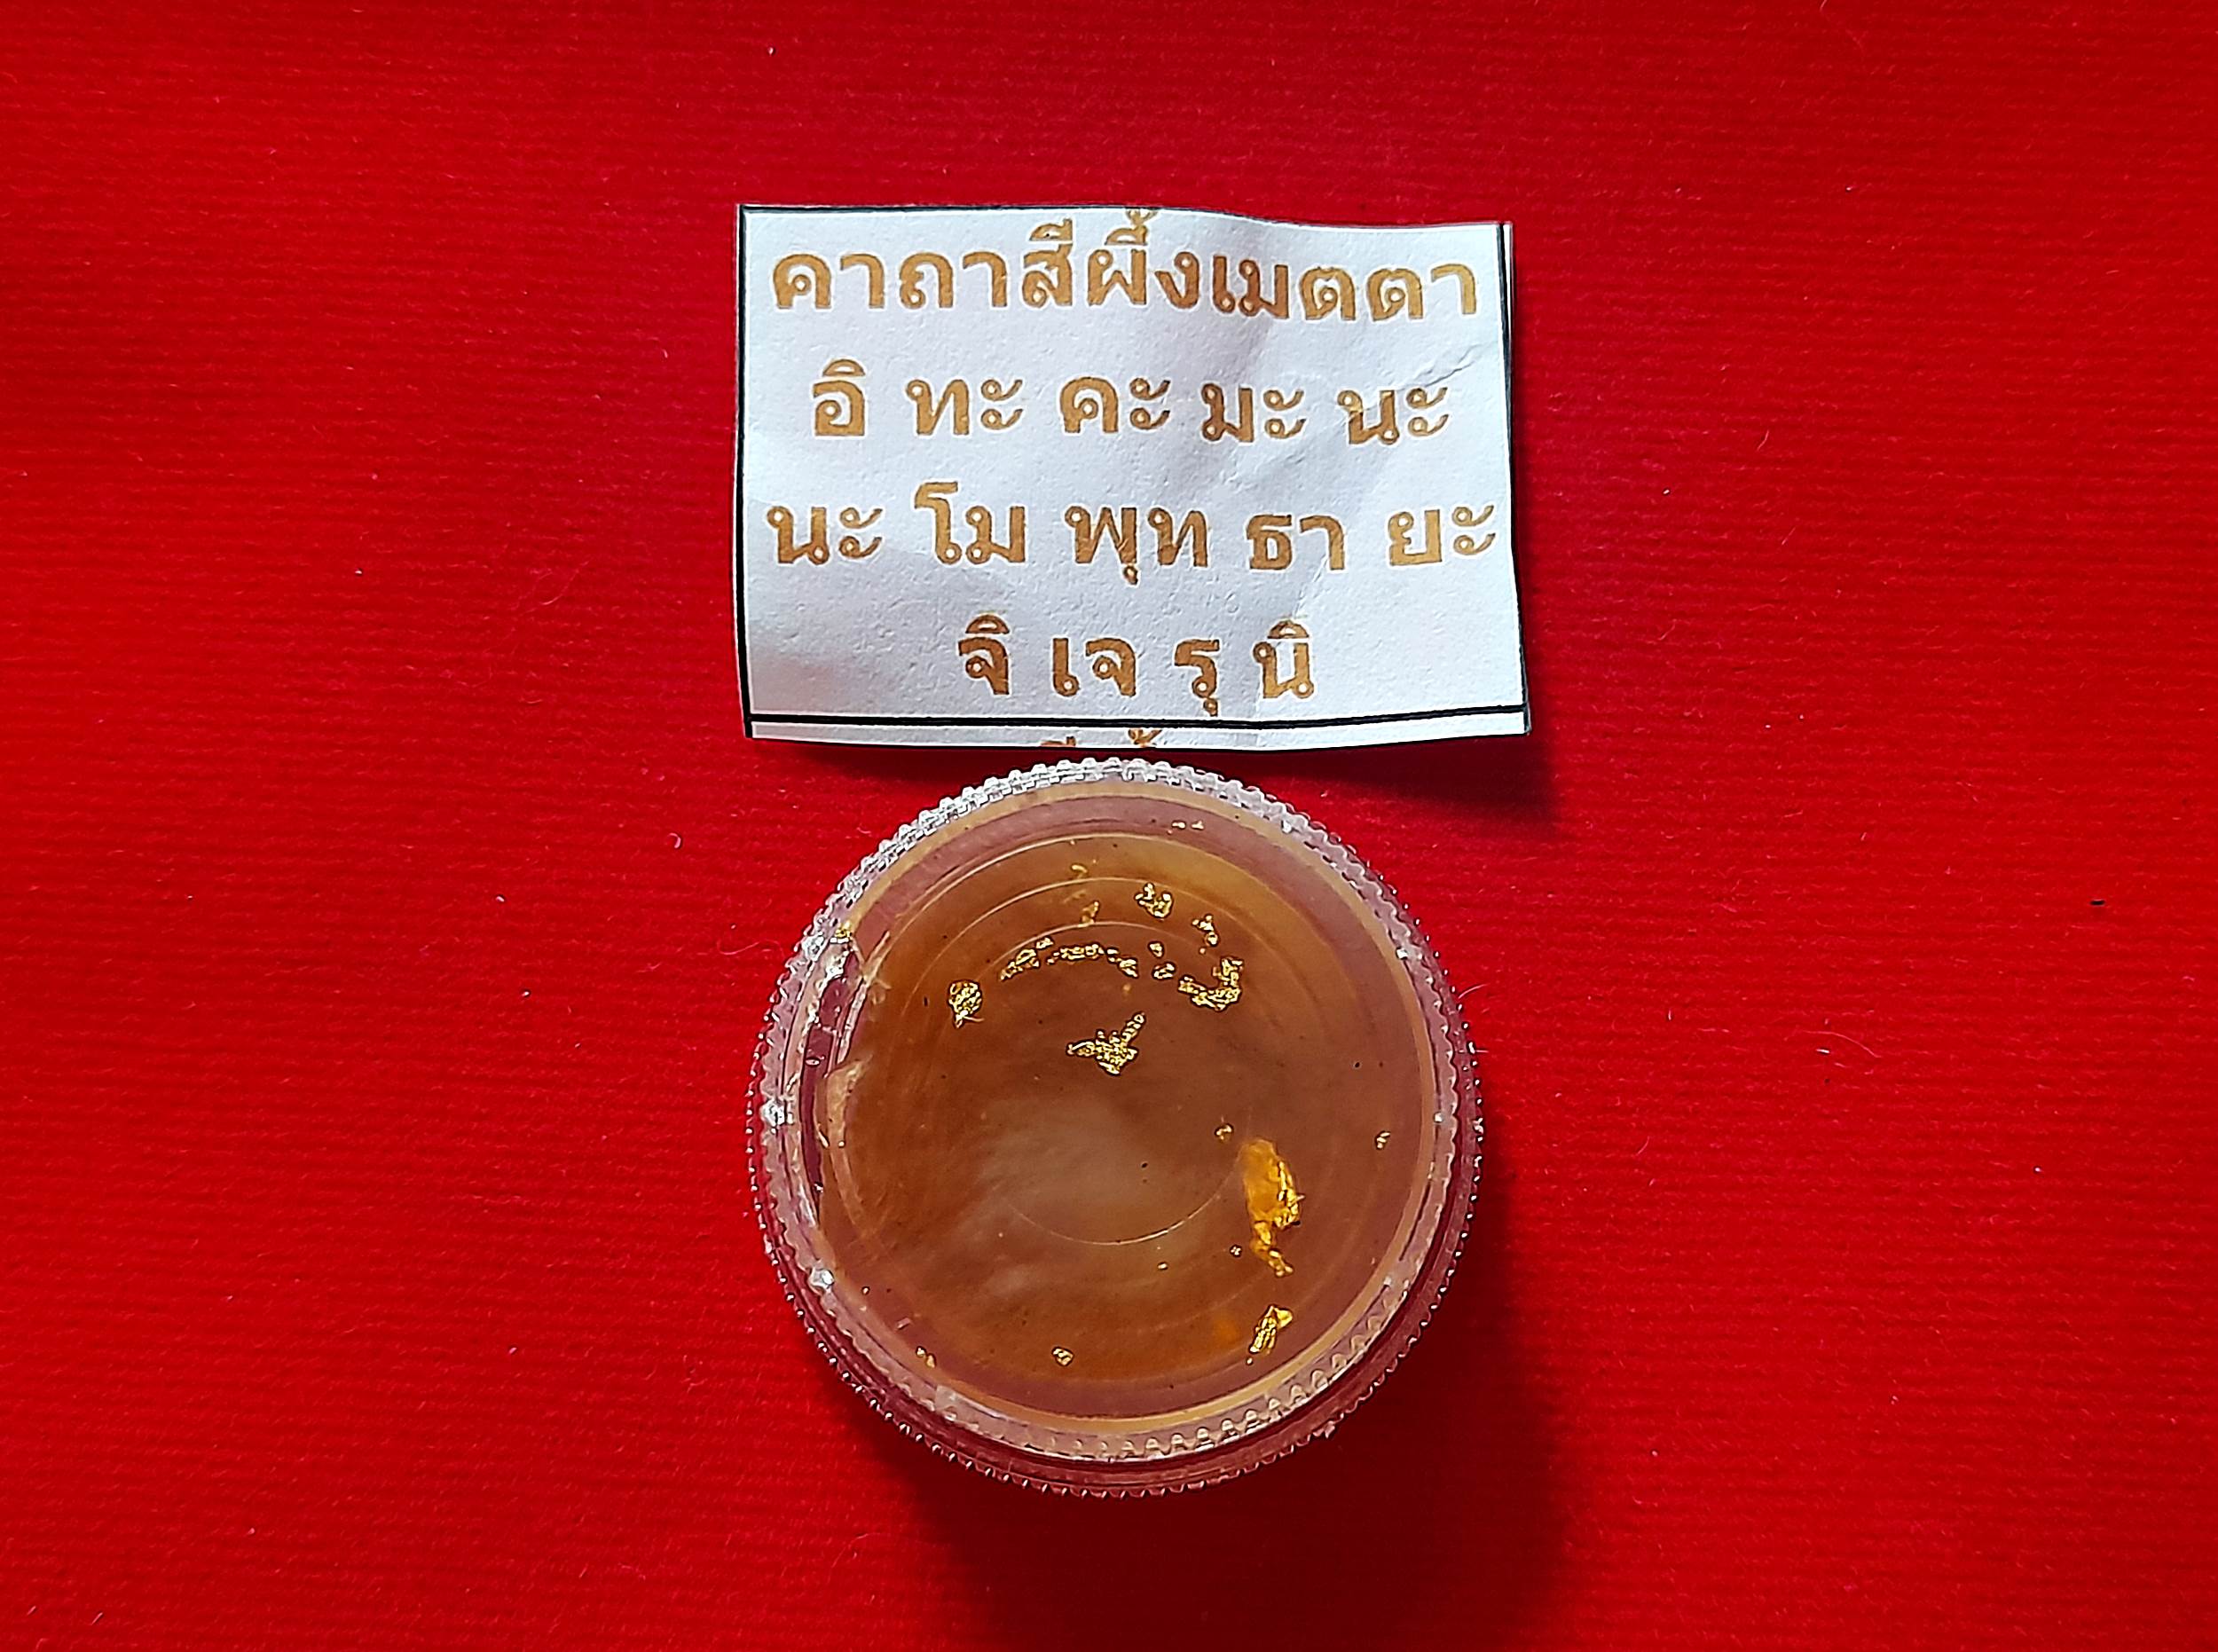 คาถาสีผึ้งเมตตา
อิ ทะ คะ มะ นะ
นะ โม พุท ธา ยะ
จิ เจ รุ นิ